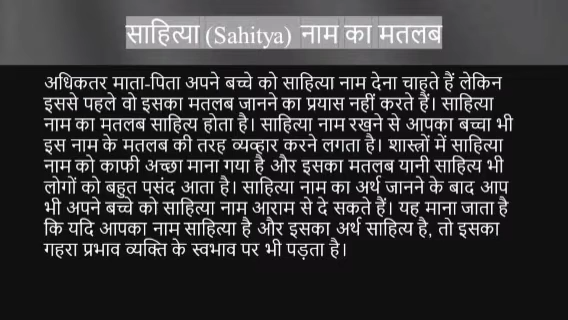 साहित्या (Sahitya) नाम का मतलब
अधिकतर माता-पिता अपने बच्चे को साहित्या नाम देना चाहते हैं लेकिन
इससे पहले वो इसका मतलब जानने का प्रयास नहीं करते हैं। साहित्या
नाम का मतलब साहित्य होता है। साहित्या नाम रखने से आपका बच्चा भी
इस नाम के मतलब की तरह व्यव्हार करने लगता है। शास्त्रों में साहित्या
नाम को काफी अच्छा माना गया है और इसका मतलब यानी साहित्य भी
लोगों को बहुत पसंद आता है। साहित्या नाम का अर्थ जानने के बाद आप
भी अपने बच्चे को साहित्या नाम आराम से दे सकते हैं। यह माना जाता है
कि यदि आपका नाम साहित्या है और इसका अर्थ साहित्य है, तो इसका
गहरा प्रभाव व्यक्ति के स्वभाव पर भी पड़ता है।